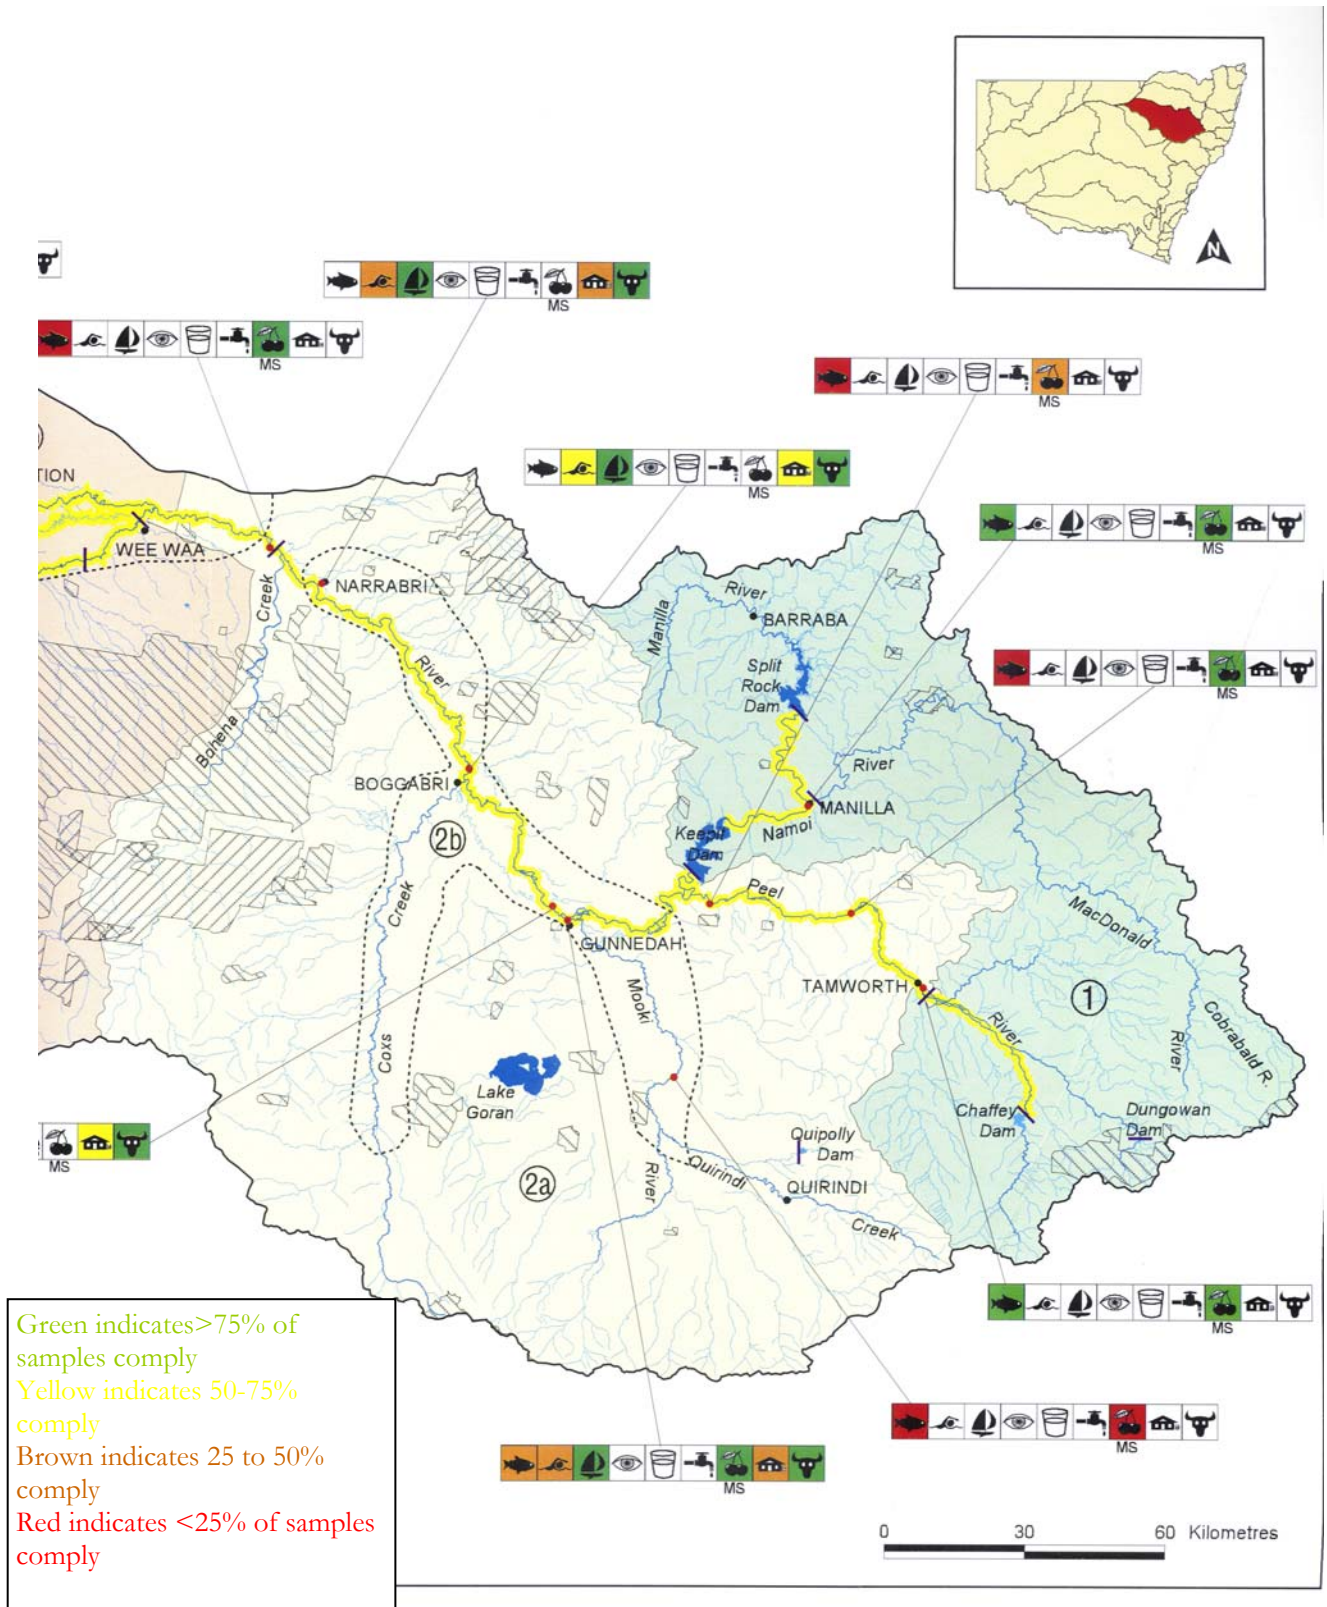 N
MS
MS
MS
MS
TION
WEE WAA
Creek
NARRABRI
River
Bohena
BOGGABRI
2b
Creek
Coxs
GUNNEDAH
Mooki
Lake
Goran
2a
River
Quirindi
Creek
QUIRINDI
Quipolly
Dam
River
BARRABA
Manilla
Split
Rock
Dam
River
MANILLA
Namoi
Keepit
Dam
Peel
MacDonald
TAMWORTH
1
River
River
Cobrabald R.
Chaffey
Dam
Dungowan
Dam
MS
MS
MS
MS
MS
MS
Green indicates>75% of
samples comply
Yellow indicates 50-75%
comply
Brown indicates 25 to 50%
comply
Red indicates <25% of samples
comply
0 30 60 Kilometres